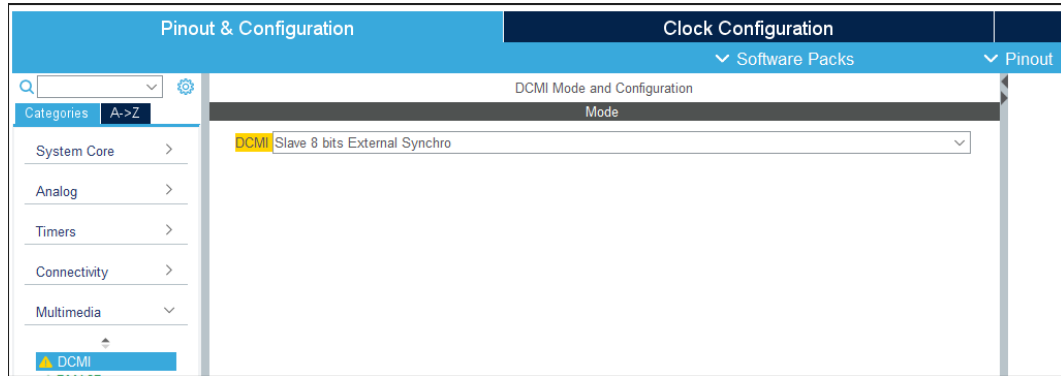 Pinout & Configuration
Clock Configuration
Software Packs
Pinout
Categories
A->Z
System Core
Analog
Timers
Connectivity
Multimedia
DCMI
DCMI Mode and Configuration
Mode
DCMI Slave 8 bits External Synchro